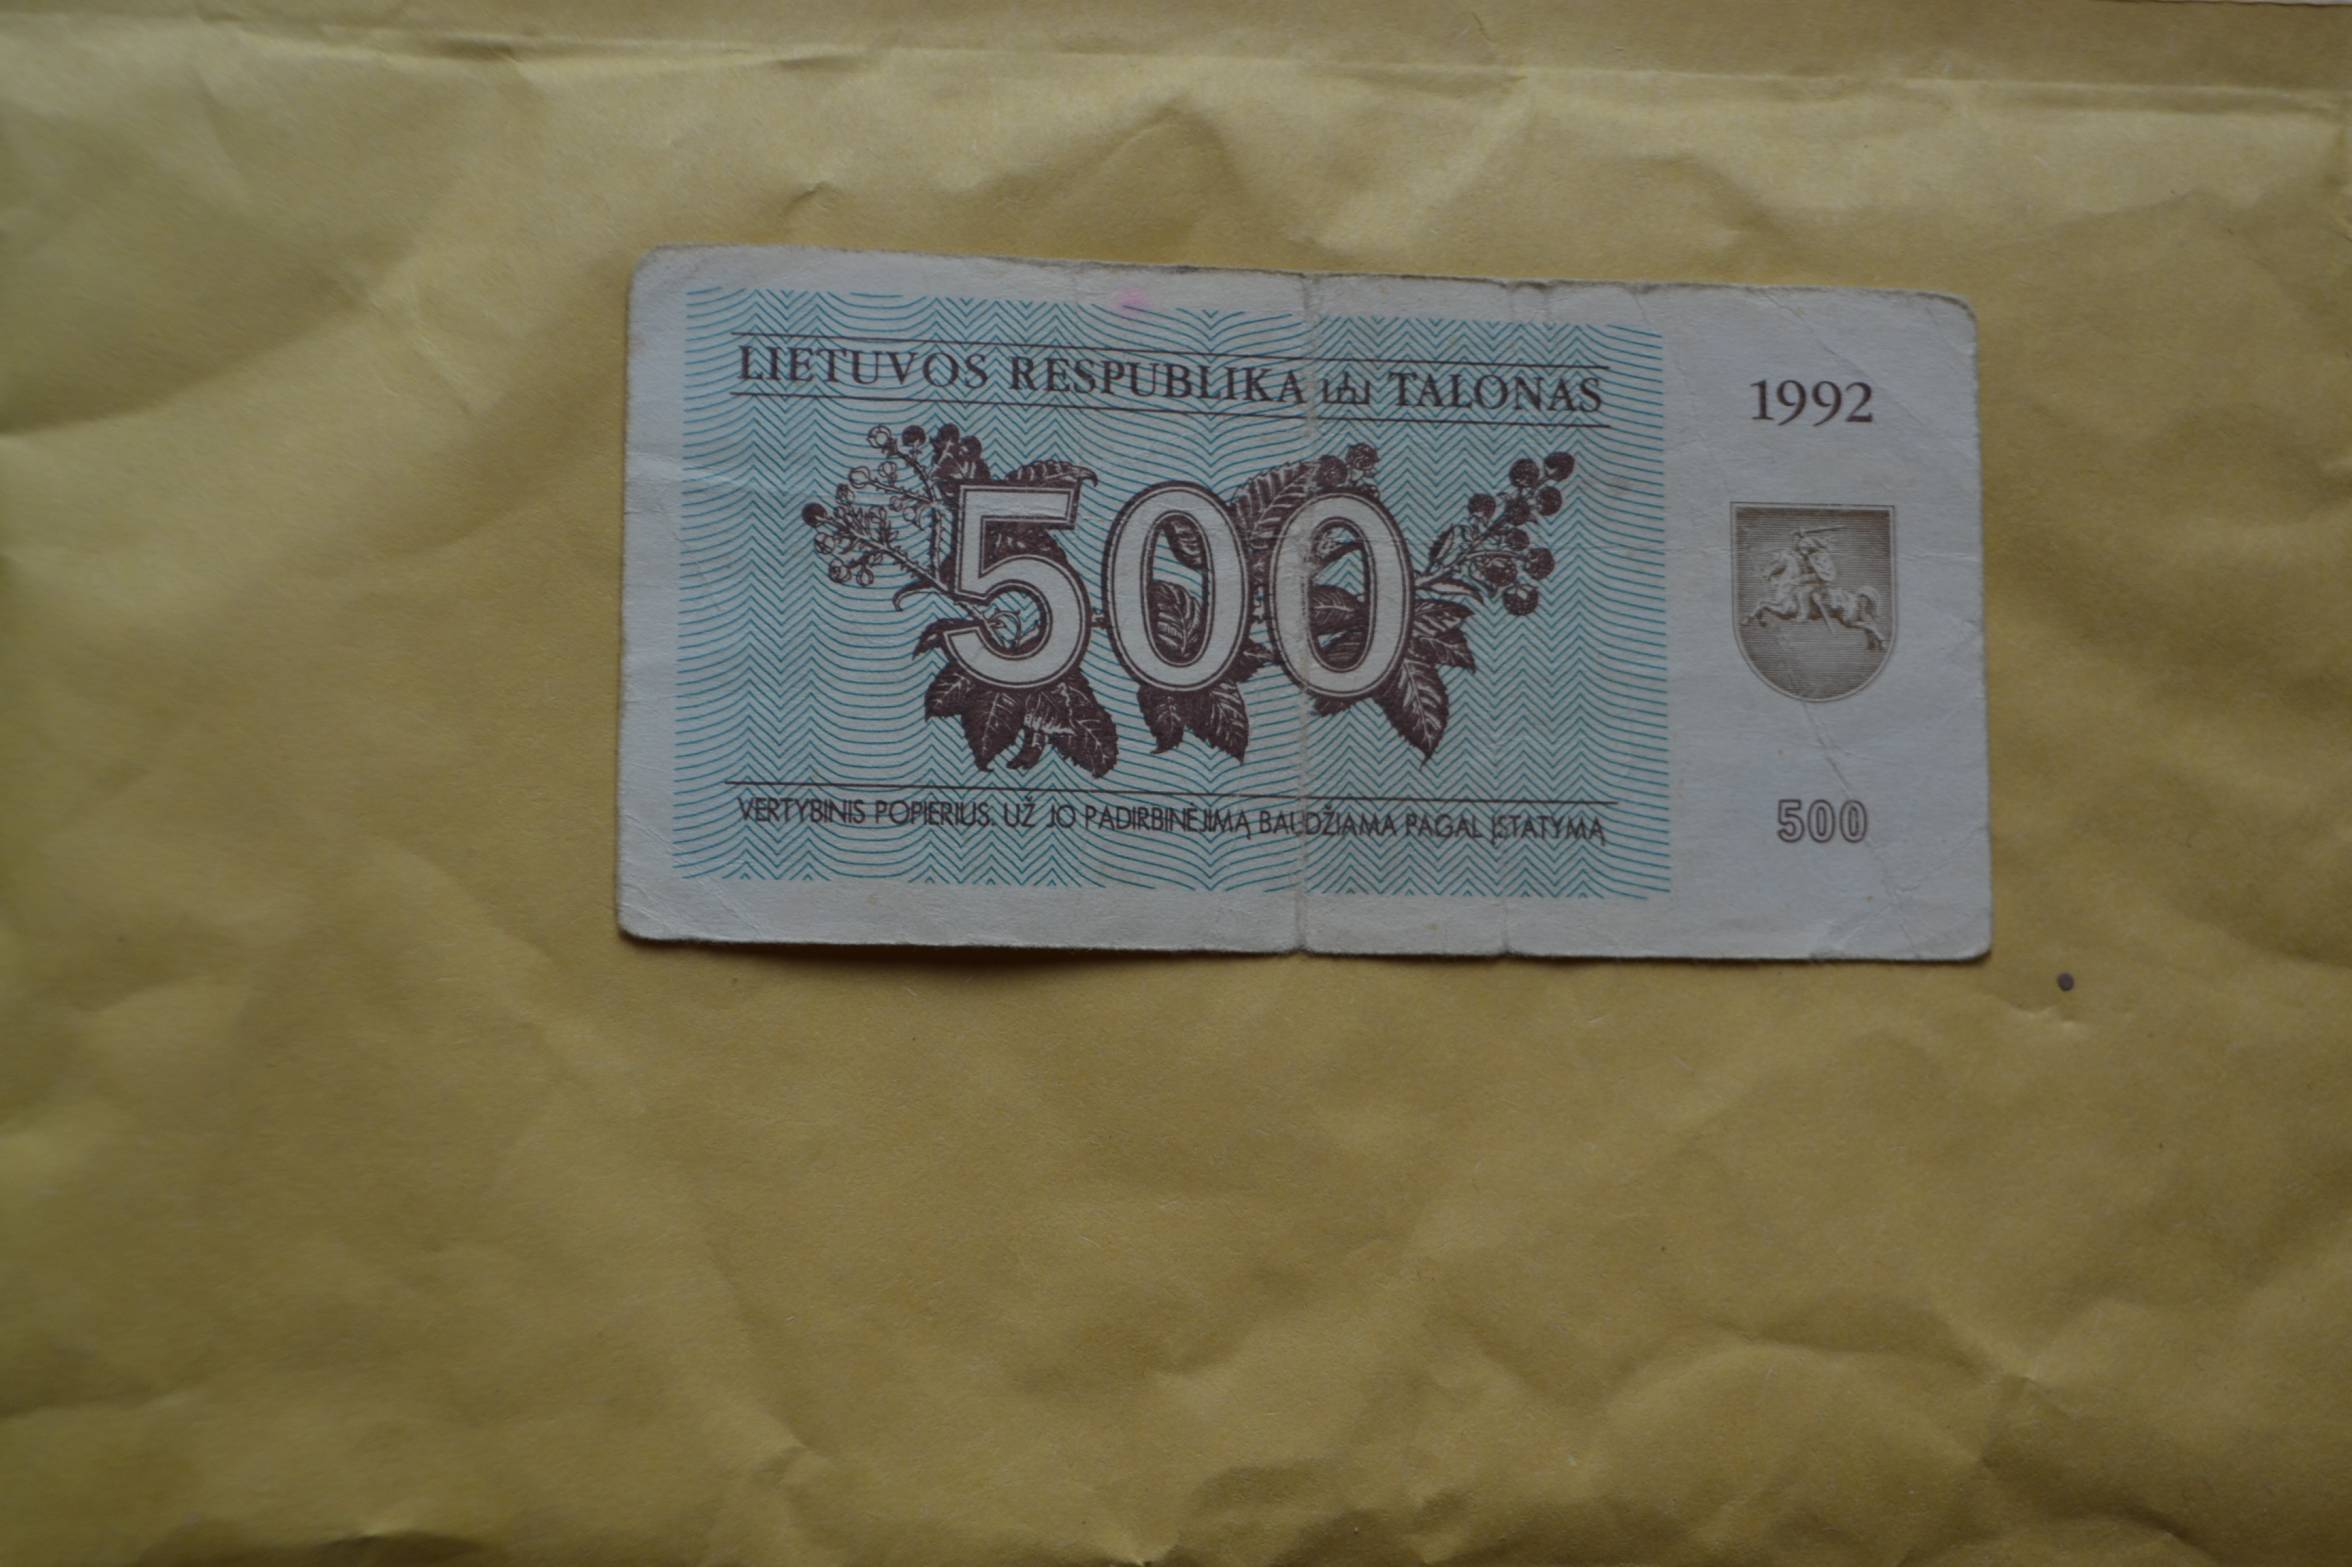 LIETUVOS RESPUBLIKA TALONAS
1992
500
VERTYBINIS POPIERIUS. UŽ JO PADIRBINĖJIMĄ BAUDŽIAMA PAGAL ĮSTATYMĄ
500